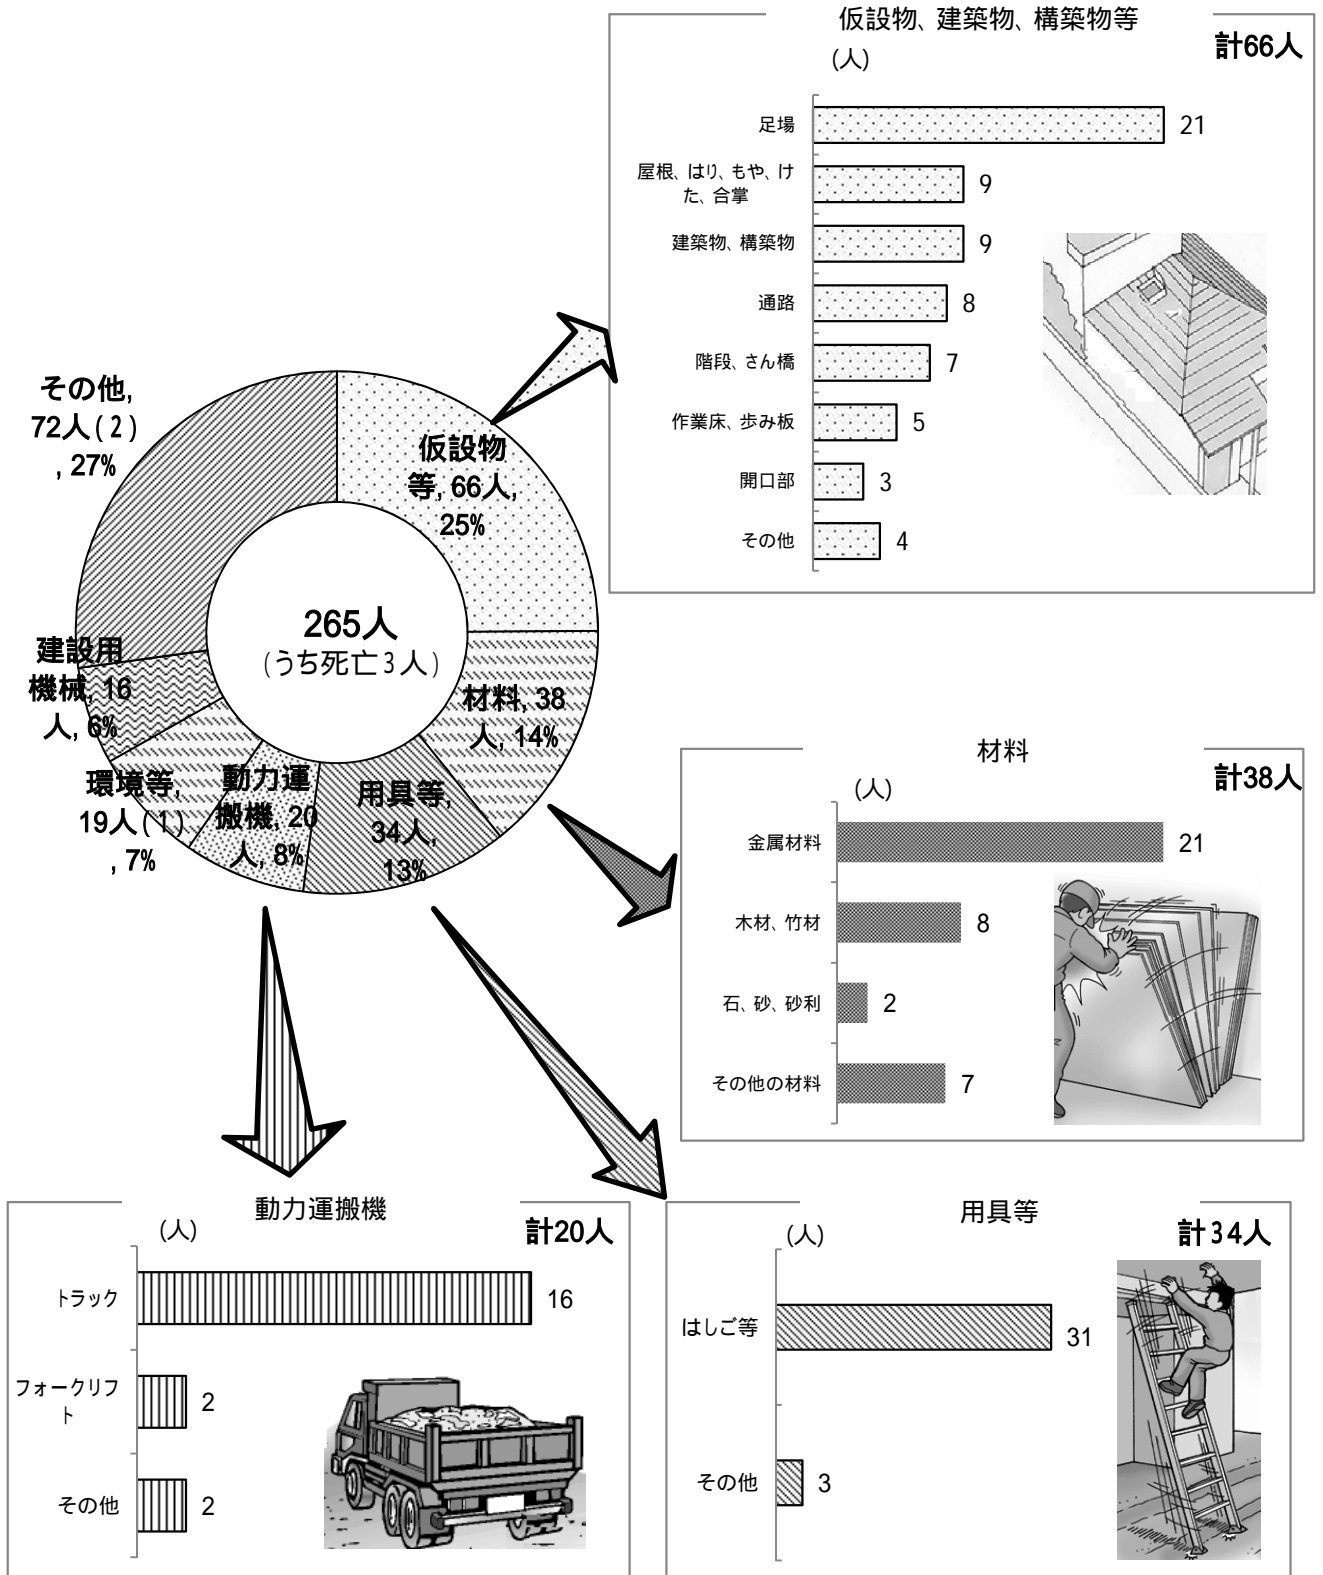 仮設物、建築物、構築物等
計66人
(人)
足場
21
屋根、はり、もや、け
た、合掌
9
建築物、構築物
9
通路
8
階段、さん橋
7
作業床、歩み板
5
開口部
3
その他
4
その他,
72人(2)
, 27%
仮設物
等, 66人,
25%
265人
(うち死亡3人)
建設用
機械, 16
人, 6%
材料, 38
人, 14%
環境等,
19人(1)
, 7%
動力運
搬機, 20
人, 8%
用具等,
34人,
13%
材料
計38人
(人)
金属材料
21
木材、竹材
8
石、砂、砂利
2
その他の材料
7
動力運搬機
計20人
(人)
トラック
16
フォークリフ
ト
2
その他
2
用具等
計34人
(人)
はしご等
31
その他
3